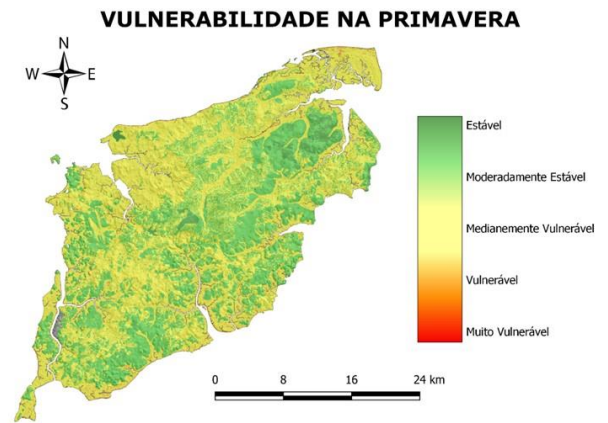 VULNERABILIDADE NA PRIMAVERA
N
W E
S
Estável
Moderadamente Estável
Medianemente Vulnerável
Vulnerável
Muito Vulnerável
0 8 16 24 km